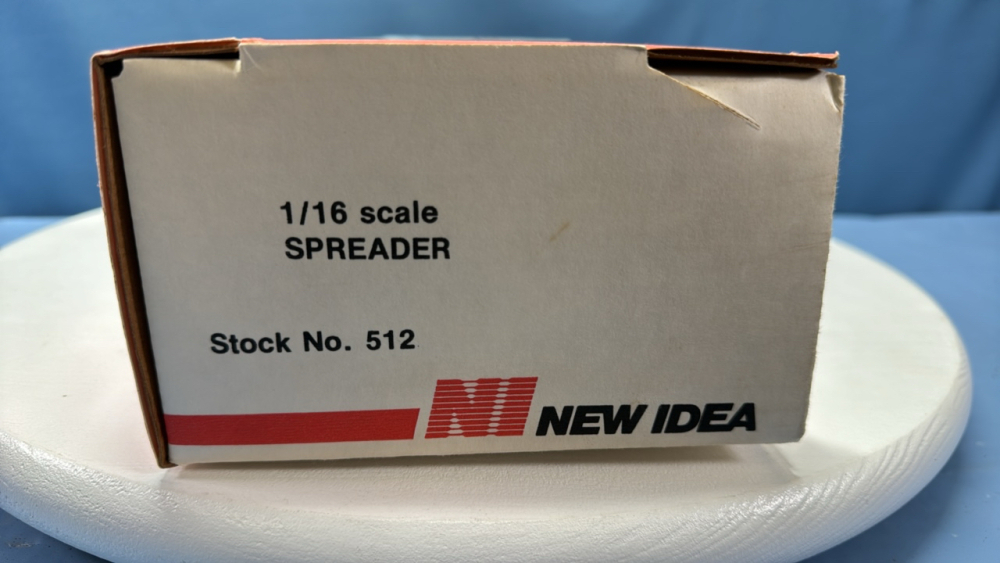 1/16 scale
SPREADER
Stock No. 512
NI NEW IDEA